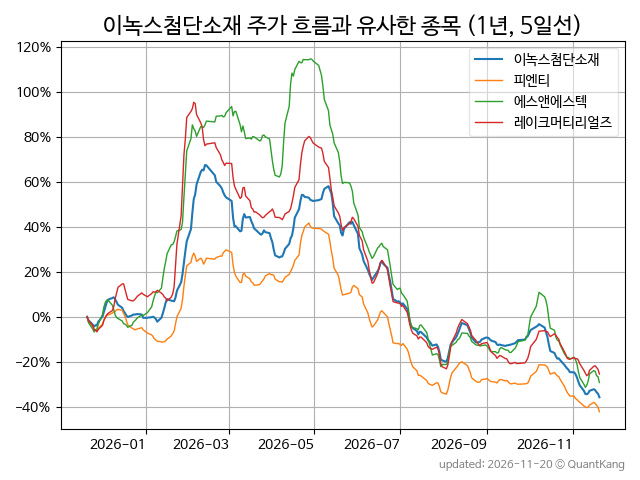 이녹스첨단소재 주가 흐름과 유사한 종목 (1년, 5일선)
이녹스첨단소재
피엔티
에스앤에스텍
레이크머티리얼즈
120%
100%
80%
60%
40%
20%
0%
−20%
−40%
2026-01
2026-03
2026-05
2026-07
2026-09
2026-11
updated: 2026-11-20 © QuantKang